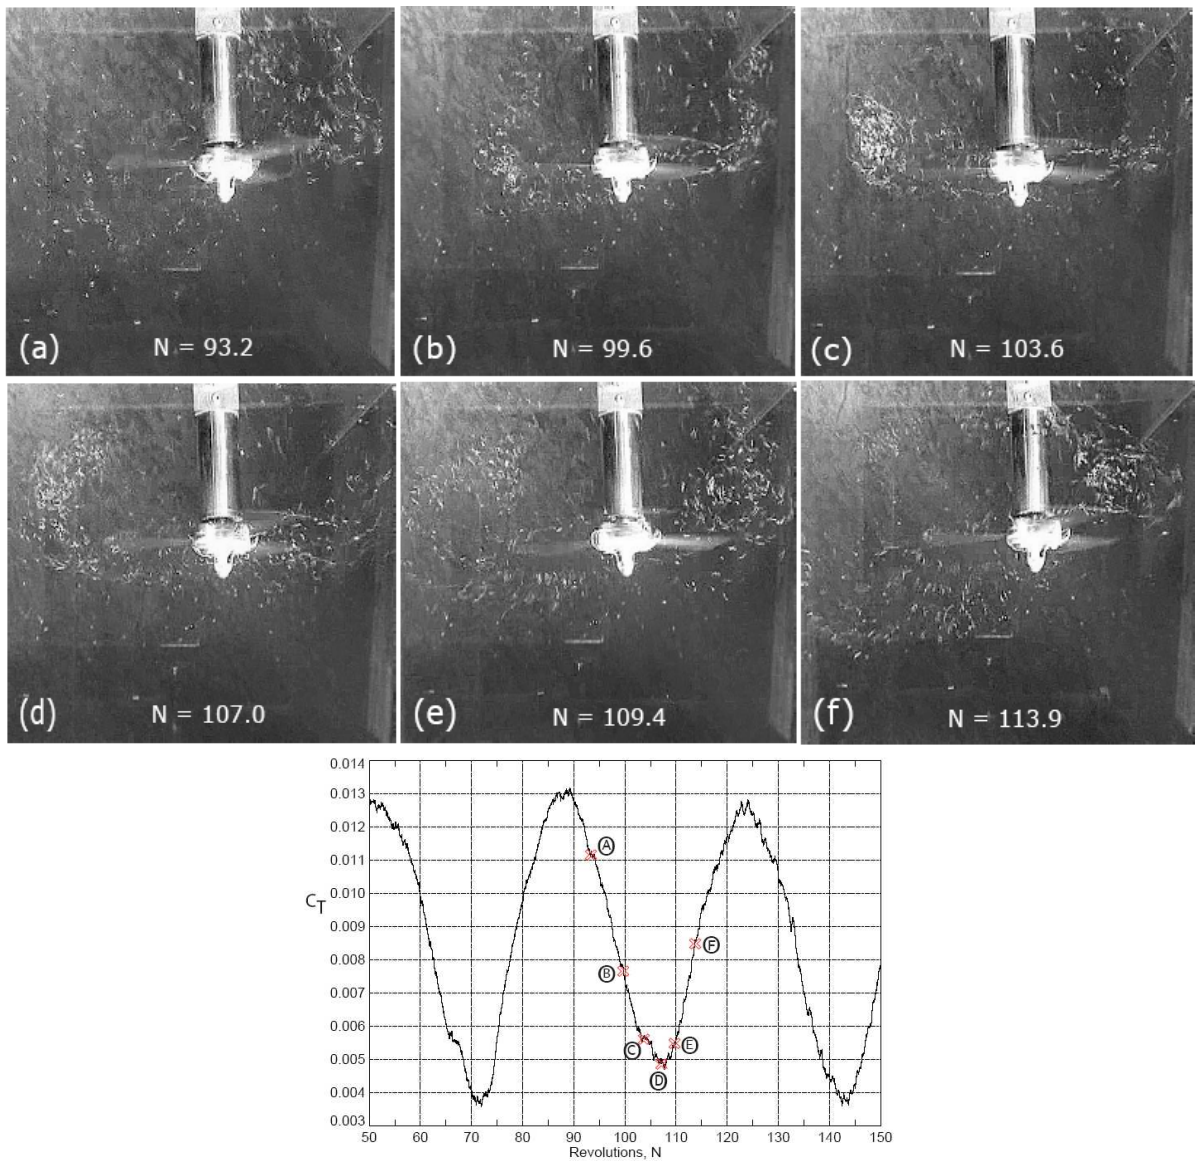 (a) N = 93.2
(b) N = 99.6
(c) N = 103.6
(d) N = 107.0
(e) N = 109.4
(f) N = 113.9
0.014
0.013
0.012
0.011
0.010
0.009
0.008
0.007
0.006
0.005
0.004
0.003
CT
A
B
C
D
E
F
50 60 70 80 90 100 110 120 130 140 150
Revolutions, N